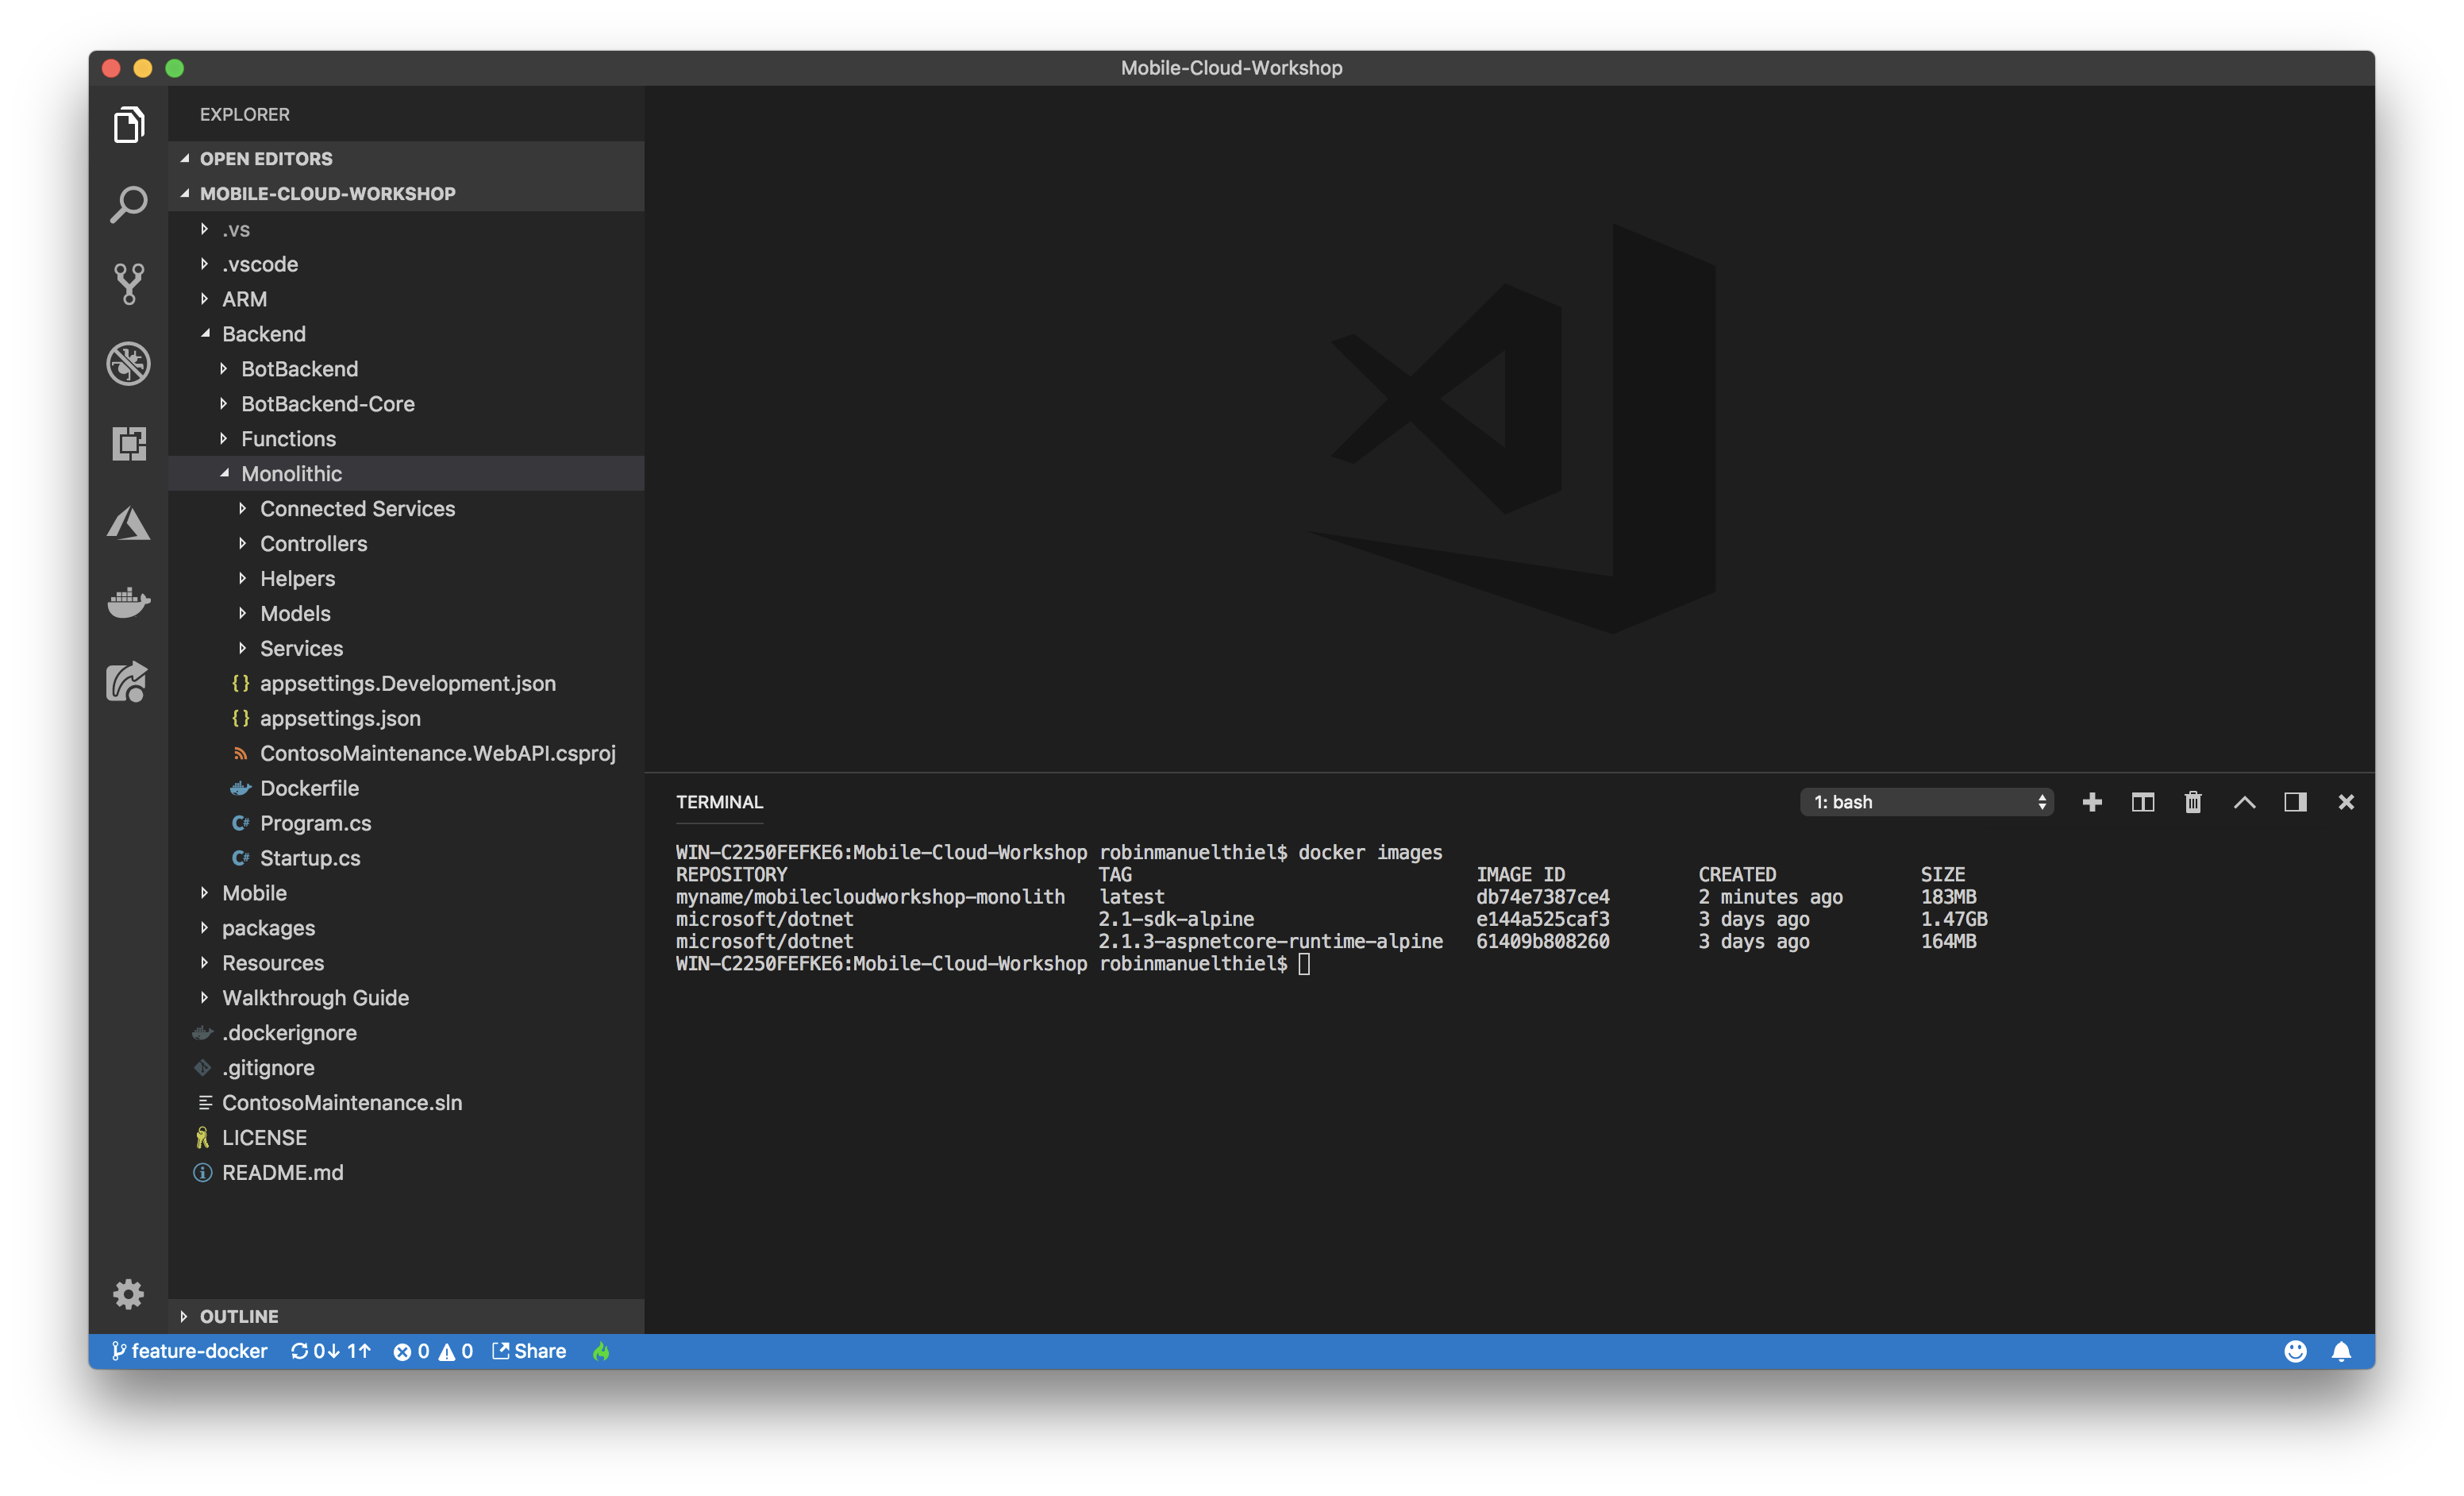 Mobile-Cloud-Workshop
EXPLORER
OPEN EDITORS
MOBILE-CLOUD-WORKSHOP
.vs
.vscode
ARM
Backend
BotBackend
BotBackend-Core
Functions
Monolithic
Connected Services
Controllers
Helpers
Models
Services
{} appsettings.Development.json
{} appsettings.json
ContosoMaintenance.WebAPI.csproj
Dockerfile
C# Program.cs
C# Startup.cs
Mobile
packages
Resources
Walkthrough Guide
.dockerignore
.gitignore
ContosoMaintenance.sln
LICENSE
README.md
OUTLINE
TERMINAL
1: bash
WIN-C2250FEFKE6:Mobile-Cloud-Workshop robinmanuelthiel$ docker images
REPOSITORY TAG IMAGE ID CREATED SIZE
myname/mobilecloudworkshop-monolith latest db74e7387ce4 2 minutes ago 183MB
microsoft/dotnet 2.1-sdk-alpine e144a525caf3 3 days ago 1.47GB
microsoft/dotnet 2.1.3-aspnetcore-runtime-alpine 61409b808260 3 days ago 164MB
WIN-C2250FEFKE6:Mobile-Cloud-Workshop robinmanuelthiel$
feature-docker 0↓ 1↑ 0 0 Share